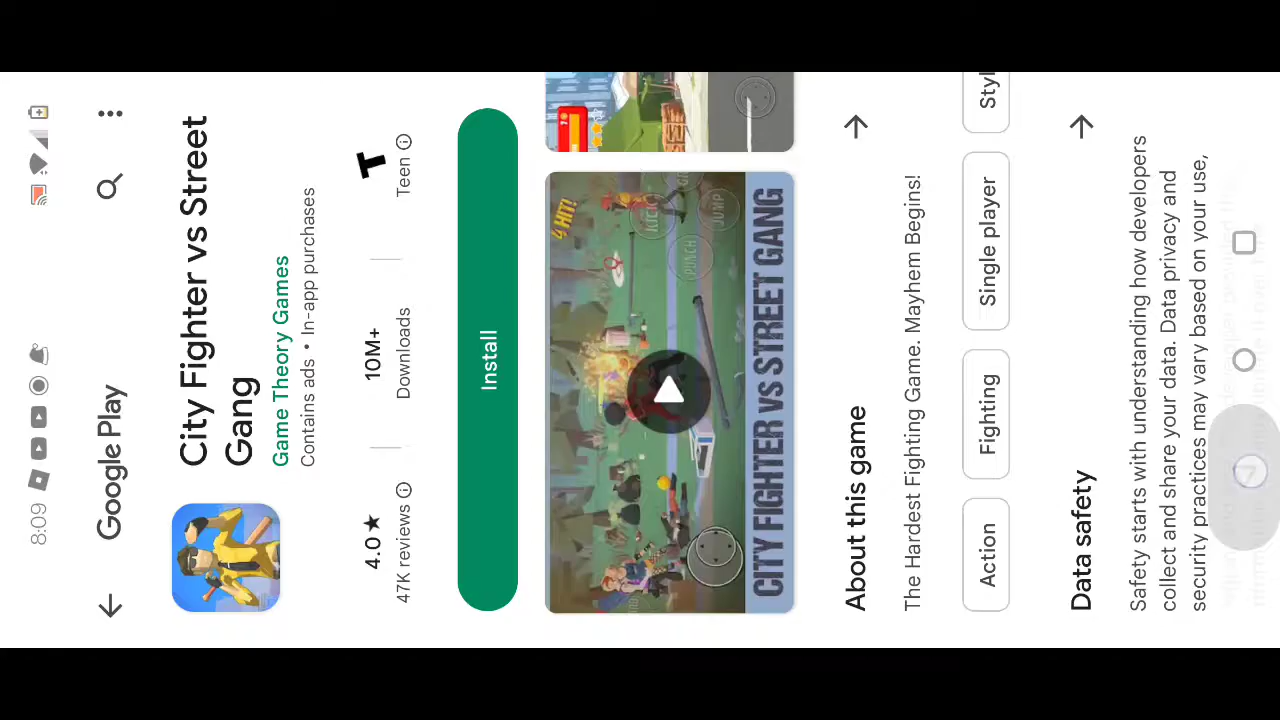 8:09
Google Play
City Fighter vs Street
Gang
Game Theory Games
Contains ads • In-app purchases
4.0★
47K reviews
10M+
Downloads
T
Teen
Install
4 HIT!
KICK
PUNCH
JUMP
CITY FIGHTER VS STREET GANG
About this game
The Hardest Fighting Game. Mayhem Begins!
Action
Fighting
Single player
Styl
Data safety
Safety starts with understanding how developers
collect and share your data. Data privacy and
security practices may vary based on your use,